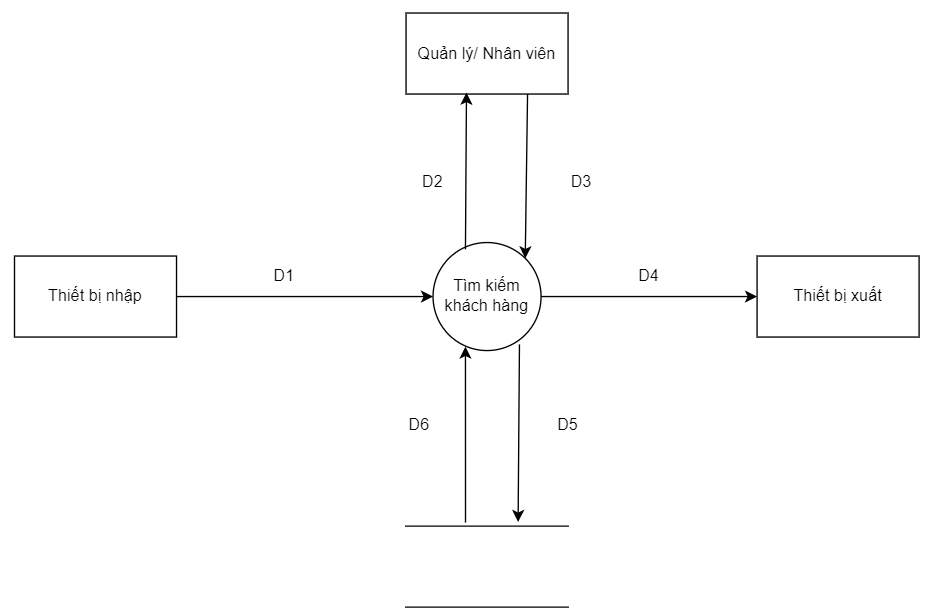 Quản lý/ Nhân viên
D2
D3
Thiết bị nhập
D1
Tìm kiếm
khách hàng
D4
Thiết bị xuất
D6
D5